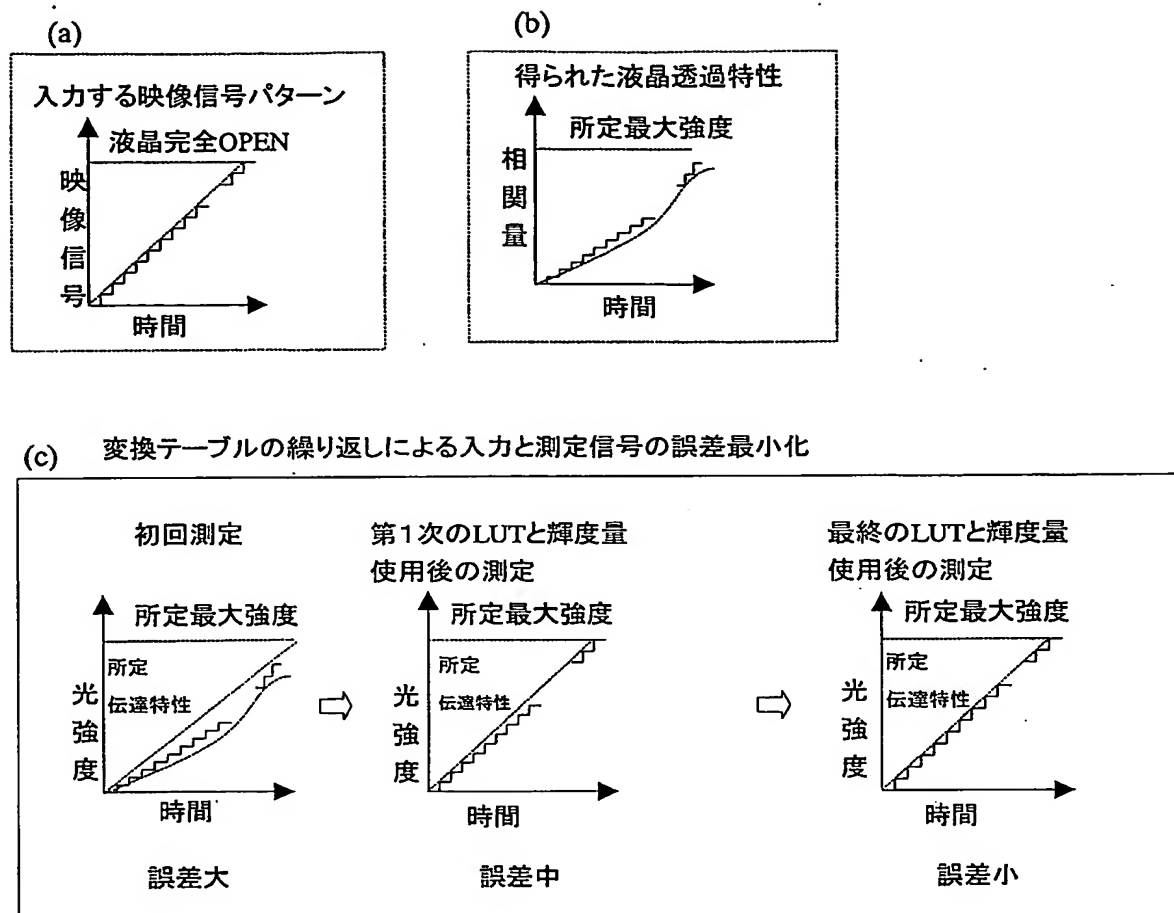 (a)
入力する映像信号パターン
液晶完全OPEN
映像信号
時間
(b)
得られた液晶透過特性
所定最大強度
相関量
時間
(c) 変換テーブルの繰り返しによる入力と測定信号の誤差最小化
初回測定
所定最大強度
所定
伝達特性
光強度
時間
誤差大
第1次のLUTと輝度量
使用後の測定
所定最大強度
所定
伝達特性
光強度
時間
誤差中
最終のLUTと輝度量
使用後の測定
所定最大強度
所定
伝達特性
光強度
時間
誤差小